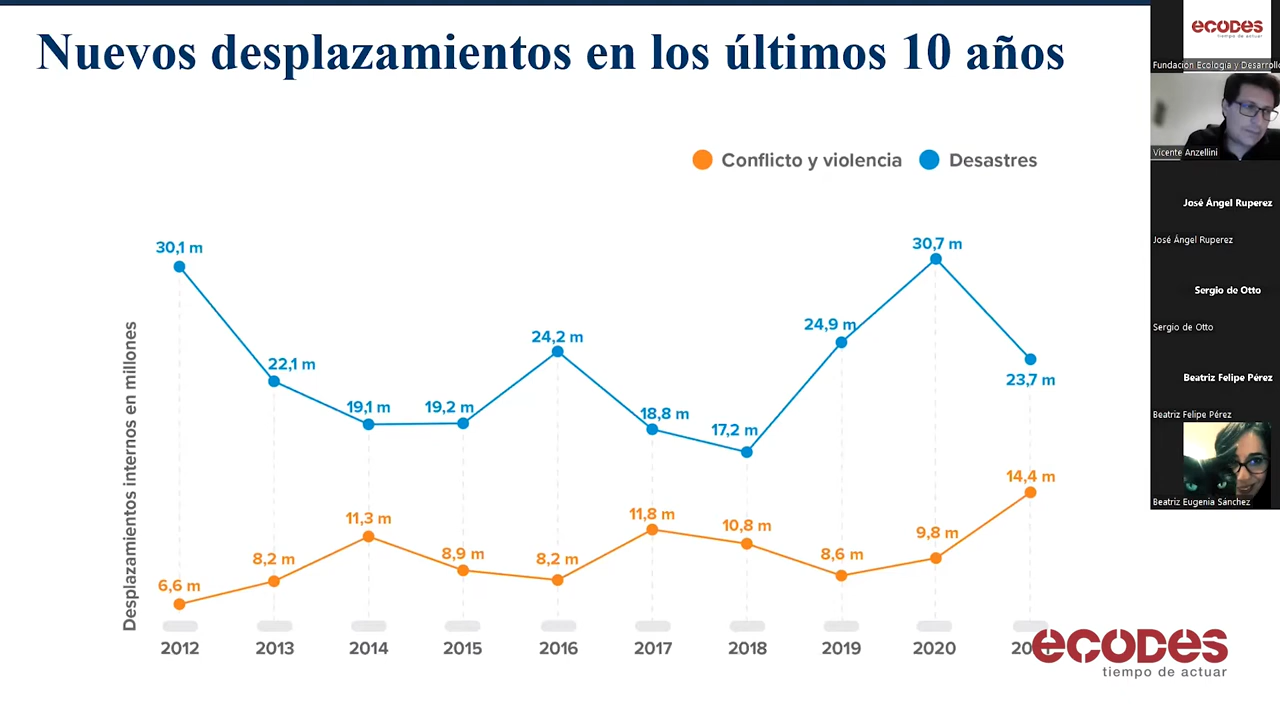 Nuevos desplazamientos en los últimos 10 años
Conflicto y violencia
Desastres
Desplazamientos internos en millones
30,1 m
22,1 m
19,1 m
19,2 m
24,2 m
18,8 m
17,2 m
24,9 m
30,7 m
23,7 m
6,6 m
8,2 m
11,3 m
8,9 m
8,2 m
11,8 m
10,8 m
8,6 m
9,8 m
14,4 m
2012
2013
2014
2015
2016
2017
2018
2019
2020
ecodes
tiempo de actuar
ecodes
tiempo de actuar
Fundación Ecología y Desarrollo
Vicente Anzellini
José Ángel Ruperez
José Ángel Ruperez
Sergio de Otto
Sergio de Otto
Beatriz Felipe Pérez
Beatriz Felipe Pérez
Beatriz Eugenia Sánchez